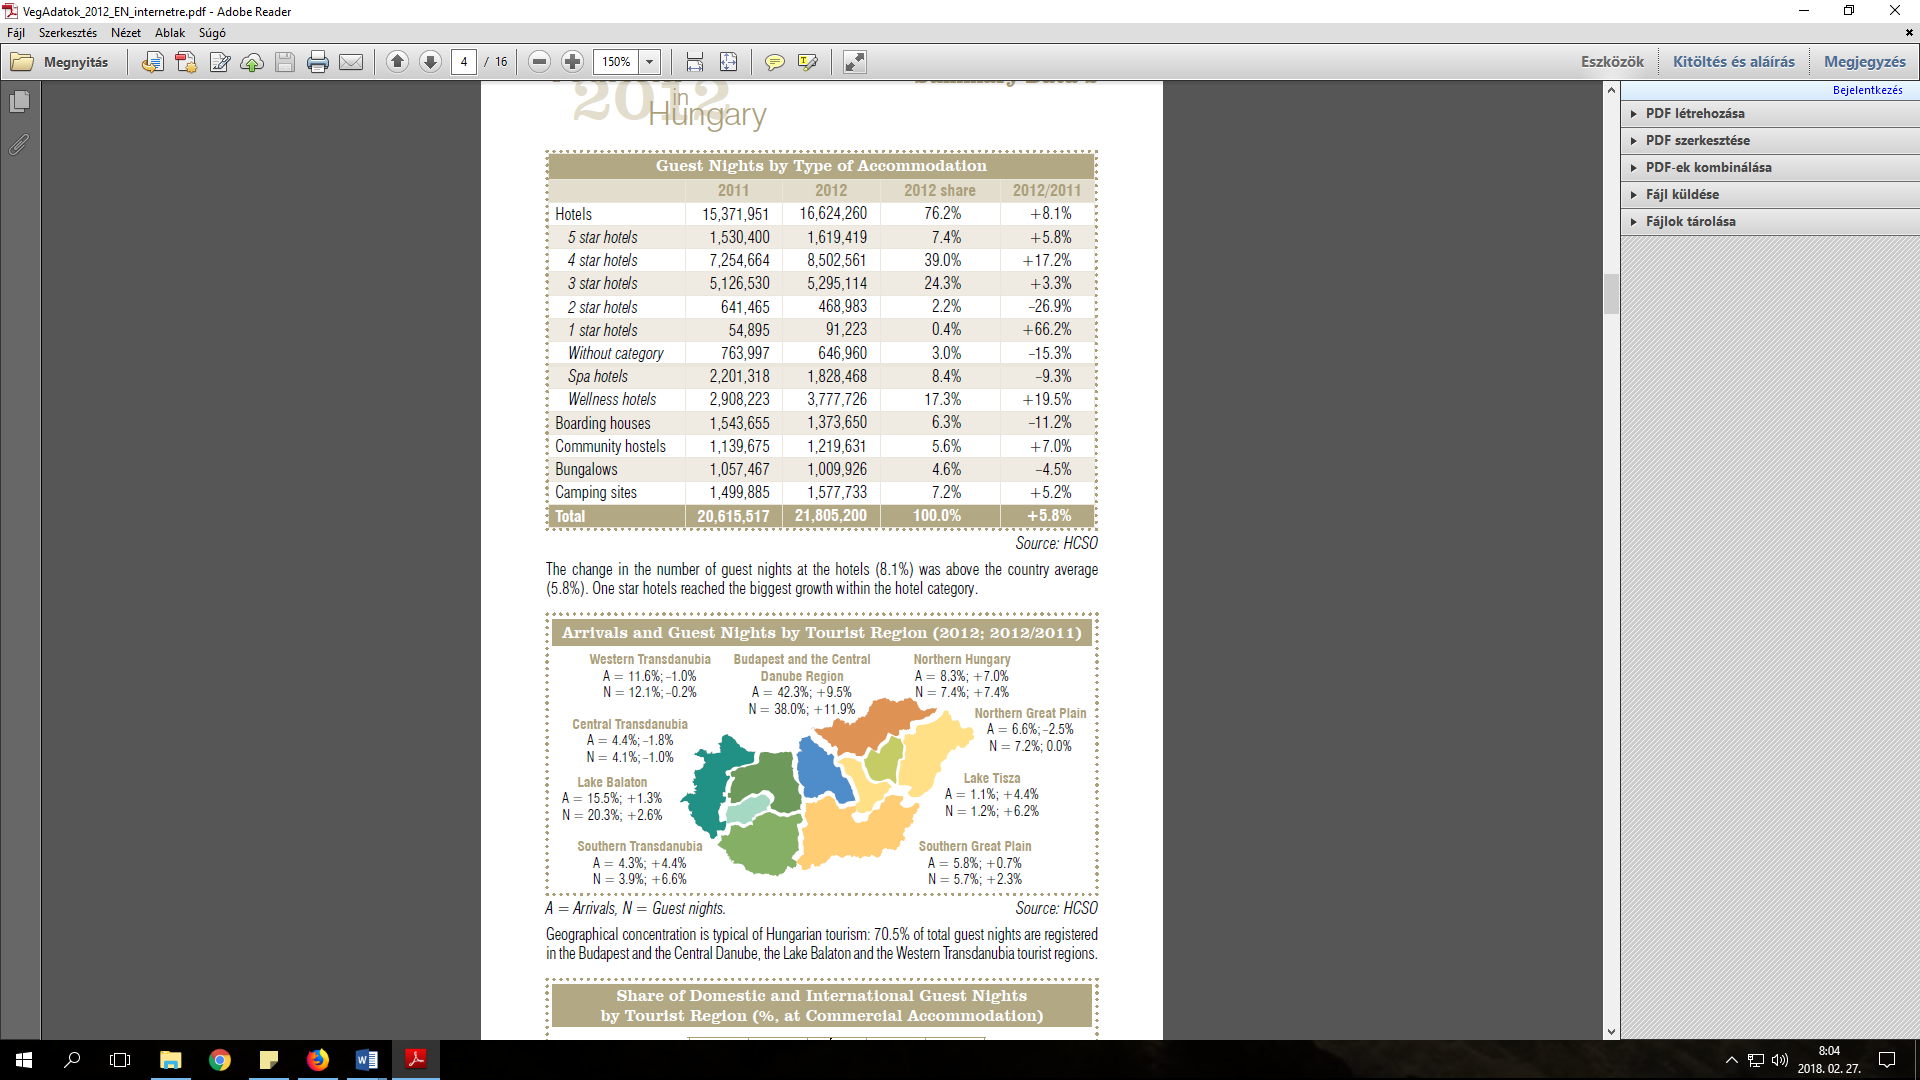 VegAdatok_2012_EN_internetre.pdf - Adobe Reader
Fájl Szerkesztés Nézet Ablak Súgó
Megnyitás 4 / 16 150% Eszközök Kitöltés és aláírás Megjegyzés
Bejelentkezés
PDF létrehozása
PDF szerkesztése
PDF-ek kombinálása
Fájl küldése
Fájlok tárolása
2012
in
Hungary
Guest Nights by Type of Accommodation
2011 2012 2012 share 2012/2011
Hotels 15,371,951 16,624,260 76.2% +8.1%
5 star hotels 1,530,400 1,619,419 7.4% +5.8%
4 star hotels 7,254,664 8,502,561 39.0% +17.2%
3 star hotels 5,126,530 5,295,114 24.3% +3.3%
2 star hotels 641,465 468,983 2.2% –26.9%
1 star hotels 54,895 91,223 0.4% +66.2%
Without category 763,997 646,960 3.0% –15.3%
Spa hotels 2,201,318 1,828,468 8.4% –9.3%
Wellness hotels 2,908,223 3,777,726 17.3% +19.5%
Boarding houses 1,543,655 1,373,650 6.3% –11.2%
Community hostels 1,139,675 1,219,631 5.6% +7.0%
Bungalows 1,057,467 1,009,926 4.6% –4.5%
Camping sites 1,499,885 1,577,733 7.2% +5.2%
Total 20,615,517 21,805,200 100.0% +5.8%
Source: HCSO
The change in the number of guest nights at the hotels (8.1%) was above the country average
(5.8%). One star hotels reached the biggest growth within the hotel category.
Arrivals and Guest Nights by Tourist Region (2012; 2012/2011)
Western Transdanubia
A = 11.6%; –1.0%
N = 12.1%; –0.2%
Budapest and the Central
Danube Region
A = 42.3%; +9.5%
N = 38.0%; +11.9%
Northern Hungary
A = 8.3%; +7.0%
N = 7.4%; +7.4%
Northern Great Plain
A = 6.6%; –2.5%
N = 7.2%; 0.0%
Central Transdanubia
A = 4.4%; –1.8%
N = 4.1%; –1.0%
Lake Balaton
A = 15.5%; +1.3%
N = 20.3%; +2.6%
Lake Tisza
A = 1.1%; +4.4%
N = 1.2%; +6.2%
Southern Transdanubia
A = 4.3%; +4.4%
N = 3.9%; +6.6%
Southern Great Plain
A = 5.8%; +0.7%
N = 5.7%; +2.3%
A = Arrivals, N = Guest nights. Source: HCSO
Geographical concentration is typical of Hungarian tourism: 70.5% of total guest nights are registered
in the Budapest and the Central Danube, the Lake Balaton and the Western Transdanubia tourist regions.
Share of Domestic and International Guest Nights
by Tourist Region (%, at Commercial Accommodation)
8:04
2018. 02. 27.